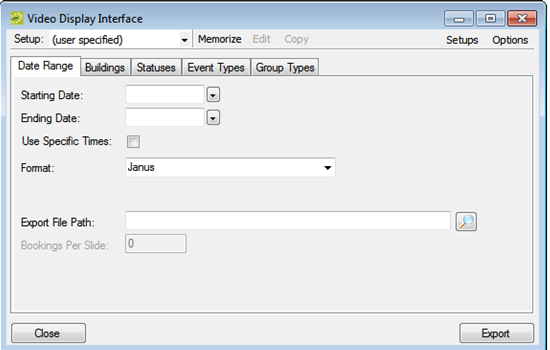 Video Display Interface
Setup: (user specified) Memorize Edit Copy Setups Options
Date Range Buildings Statuses Event Types Group Types
Starting Date:
Ending Date:
Use Specific Times:
Format: Janus
Export File Path:
Bookings Per Slide: 0
Close Export